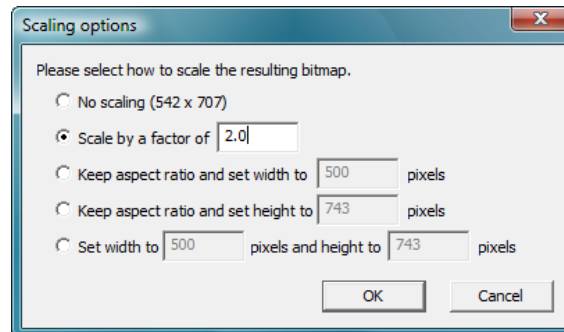 Scaling options
Please select how to scale the resulting bitmap.
No scaling (542 x 707)
Scale by a factor of 2.0
Keep aspect ratio and set width to 500 pixels
Keep aspect ratio and set height to 743 pixels
Set width to 500 pixels and height to 743 pixels
OK Cancel